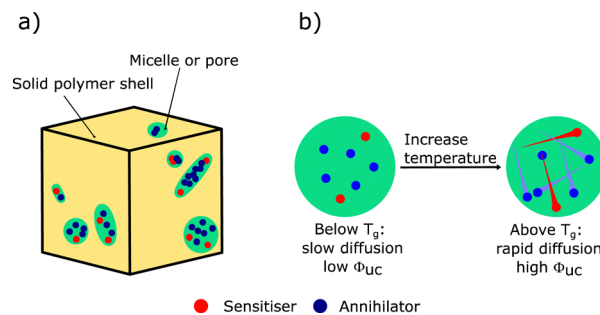 a)
Micelle or pore
Solid polymer shell
b)
Increase
temperature
Below Tg:
slow diffusion
low ΦUC
Above Tg:
rapid diffusion
high ΦUC
Sensitiser
Annihilator